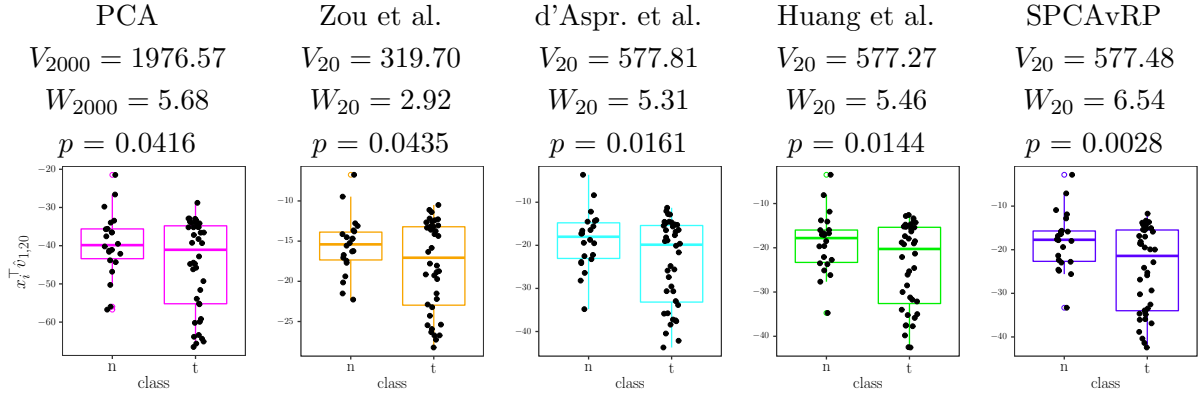 PCA Zou et al. d'Aspr. et al. Huang et al. SPCAvRP
V₂₀₀₀ = 1976.57 V₂₀ = 319.70 V₂₀ = 577.81 V₂₀ = 577.27 V₂₀ = 577.48
W₂₀₀₀ = 5.68 W₂₀ = 2.92 W₂₀ = 5.31 W₂₀ = 5.46 W₂₀ = 6.54
p = 0.0416 p = 0.0435 p = 0.0161 p = 0.0144 p = 0.0028
x_i^⊤ v̂_{1,20}
−20
−30
−40
−50
−60
n t
class
−10
−15
−20
−25
n t
class
−10
−20
−30
−40
n t
class
−10
−20
−30
−40
n t
class
−10
−20
−30
−40
n t
class